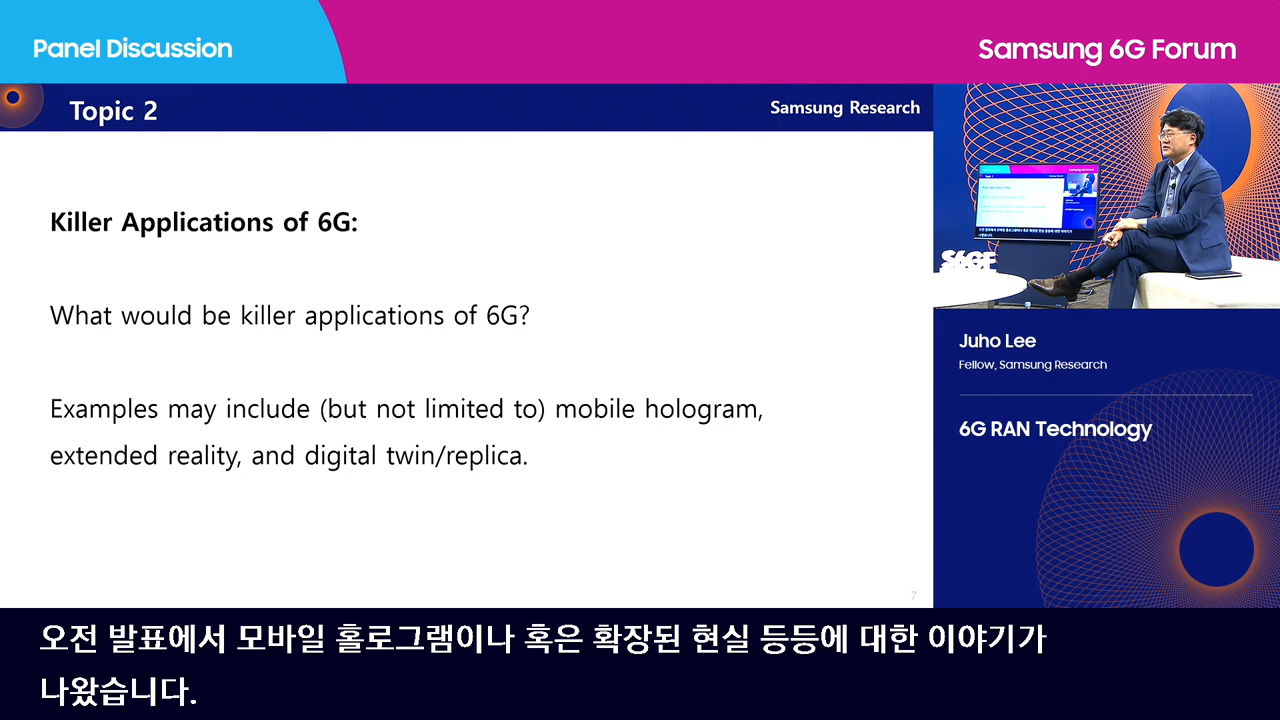 Panel Discussion
Samsung 6G Forum
Topic 2
Samsung Research
Killer Applications of 6G:
What would be killer applications of 6G?
Examples may include (but not limited to) mobile hologram,
extended reality, and digital twin/replica.
7
S6GF
Juho Lee
Fellow, Samsung Research
6G RAN Technology
오전 발표에서 모바일 홀로그램이나 혹은 확장된 현실 등등에 대한 이야기가
나왔습니다.